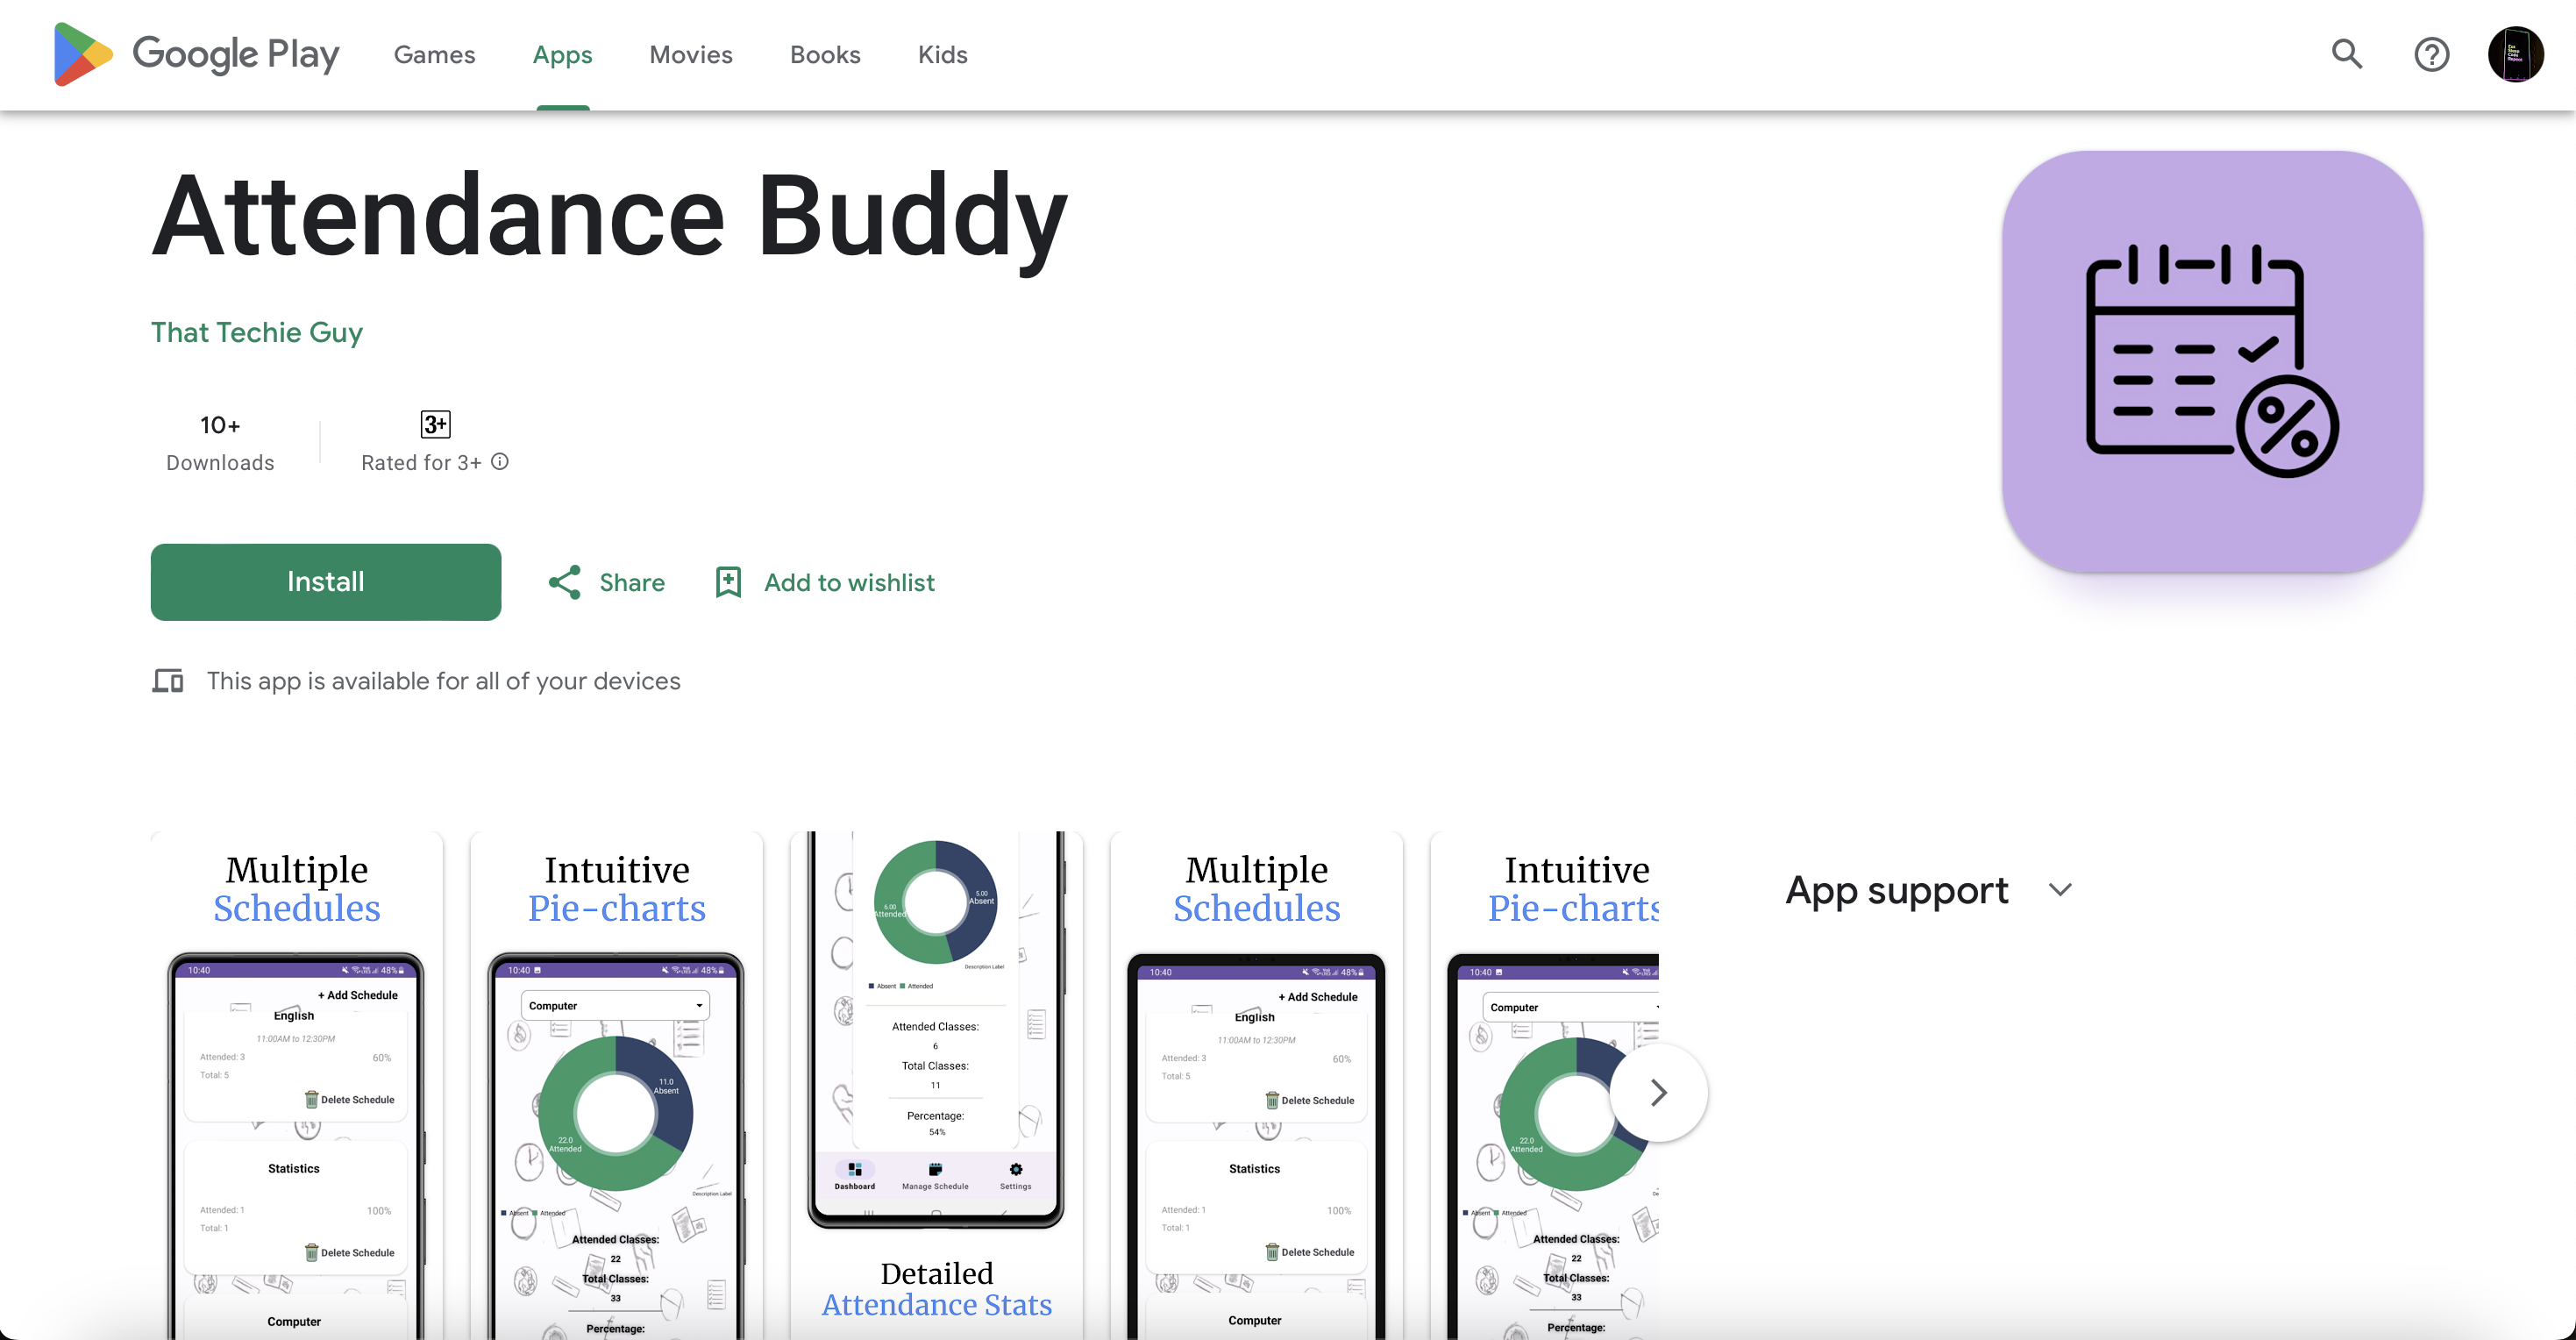 Google Play Games Apps Movies Books Kids
Attendance Buddy
That Techie Guy
10+
Downloads
3+
Rated for 3+
Install
Share
Add to wishlist
This app is available for all of your devices
Multiple
Schedules
10:40 48%
+ Add Schedule
English
11:00AM to 12:30PM
Attended: 3 60%
Total: 5
Delete Schedule
Statistics
Attended: 1 100%
Total: 1
Delete Schedule
Computer
Intuitive
Pie-charts
10:40 48%
Computer
11.0
Absent
22.0
Attended
Description Label
Absent Attended
Attended Classes:
22
Total Classes:
33
Percentage:
5.00
Absent
6.00
Attended
Description Label
Absent Attended
Attended Classes:
6
Total Classes:
11
Percentage:
54%
Dashboard Manage Schedule Settings
Detailed
Attendance Stats
Multiple
Schedules
10:40 48%
+ Add Schedule
English
11:00AM to 12:30PM
Attended: 3 60%
Total: 5
Delete Schedule
Statistics
Attended: 1 100%
Total: 1
Delete Schedule
Computer
Intuitive
Pie-charts
10:40
Computer
22.0
Attended
Absent Attended
Attended Classes:
22
Total Classes:
33
Percentage:
App support